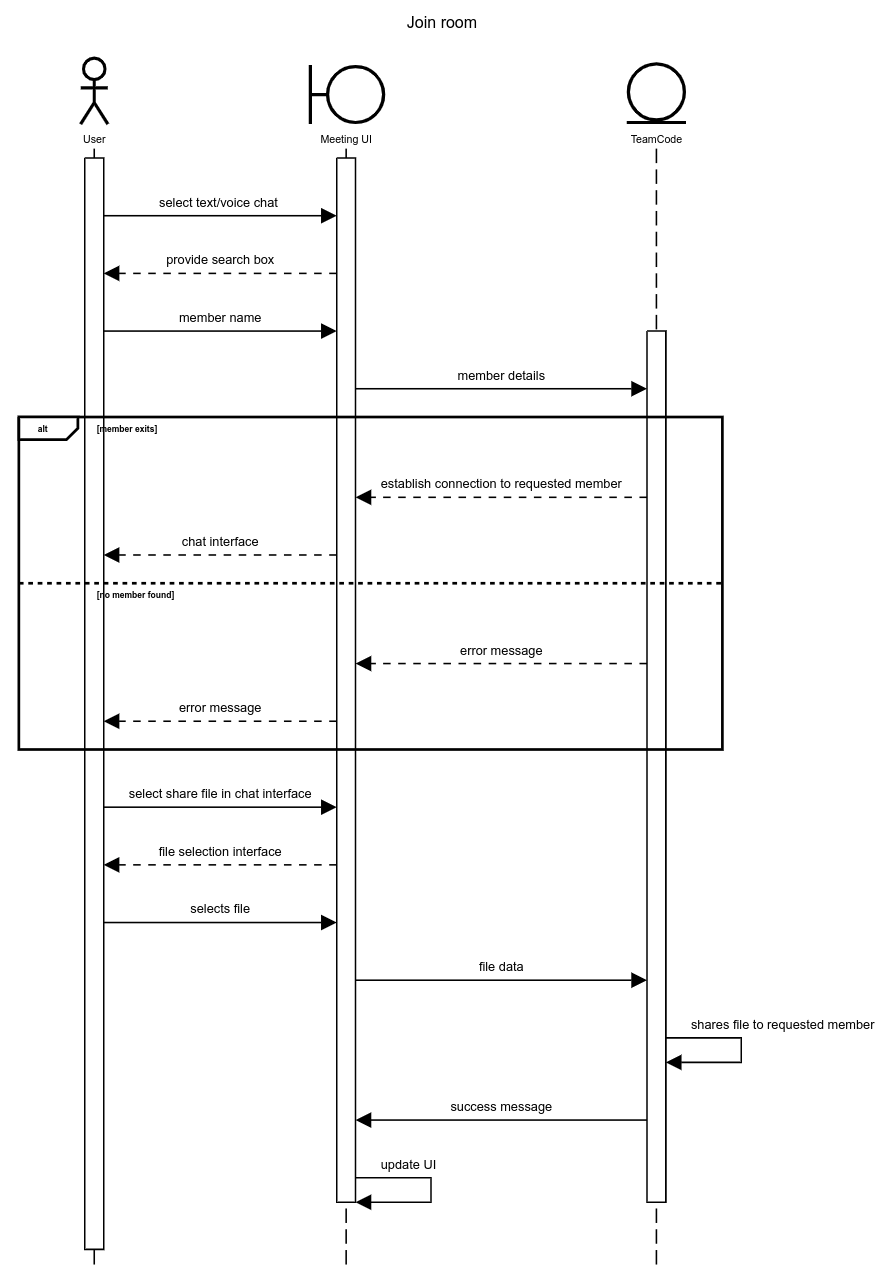 Join room
User
Meeting UI
TeamCode
select text/voice chat
provide search box
member name
member details
alt
[member exits]
establish connection to requested member
chat interface
[no member found]
error message
error message
select share file in chat interface
file selection interface
selects file
file data
shares file to requested member
success message
update UI